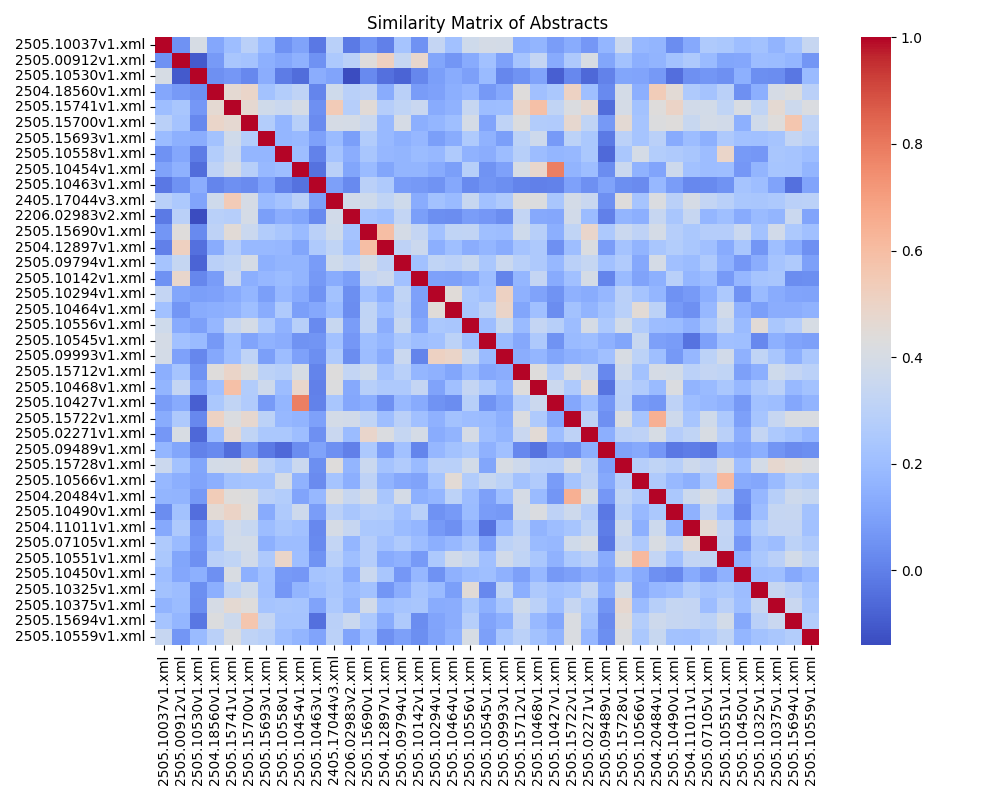 Similarity Matrix of Abstracts
2505.10037v1.xml
2505.00912v1.xml
2505.10530v1.xml
2504.18560v1.xml
2505.15741v1.xml
2505.15700v1.xml
2505.15693v1.xml
2505.10558v1.xml
2505.10454v1.xml
2505.10463v1.xml
2405.17044v3.xml
2206.02983v2.xml
2505.15690v1.xml
2504.12897v1.xml
2505.09794v1.xml
2505.10142v1.xml
2505.10294v1.xml
2505.10464v1.xml
2505.10556v1.xml
2505.10545v1.xml
2505.09993v1.xml
2505.15712v1.xml
2505.10468v1.xml
2505.10427v1.xml
2505.15722v1.xml
2505.02271v1.xml
2505.09489v1.xml
2505.15728v1.xml
2505.10566v1.xml
2504.20484v1.xml
2505.10490v1.xml
2504.11011v1.xml
2505.07105v1.xml
2505.10551v1.xml
2505.10450v1.xml
2505.10325v1.xml
2505.10375v1.xml
2505.15694v1.xml
2505.10559v1.xml
2505.10037v1.xml
2505.00912v1.xml
2505.10530v1.xml
2504.18560v1.xml
2505.15741v1.xml
2505.15700v1.xml
2505.15693v1.xml
2505.10558v1.xml
2505.10454v1.xml
2505.10463v1.xml
2405.17044v3.xml
2206.02983v2.xml
2505.15690v1.xml
2504.12897v1.xml
2505.09794v1.xml
2505.10142v1.xml
2505.10294v1.xml
2505.10464v1.xml
2505.10556v1.xml
2505.10545v1.xml
2505.09993v1.xml
2505.15712v1.xml
2505.10468v1.xml
2505.10427v1.xml
2505.15722v1.xml
2505.02271v1.xml
2505.09489v1.xml
2505.15728v1.xml
2505.10566v1.xml
2504.20484v1.xml
2505.10490v1.xml
2504.11011v1.xml
2505.07105v1.xml
2505.10551v1.xml
2505.10450v1.xml
2505.10325v1.xml
2505.10375v1.xml
2505.15694v1.xml
2505.10559v1.xml
1.0
0.8
0.6
0.4
0.2
0.0